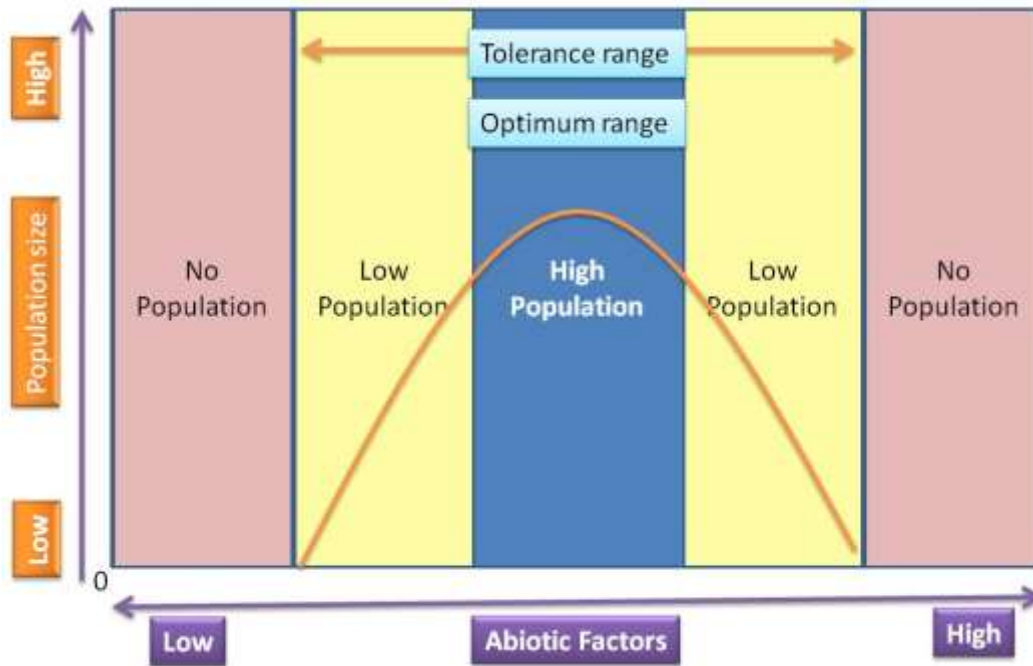 High
Population size
Low
0
Tolerance range
Optimum range
No
Population
Low
Population
High
Population
Low
Population
No
Population
Low
Abiotic Factors
High